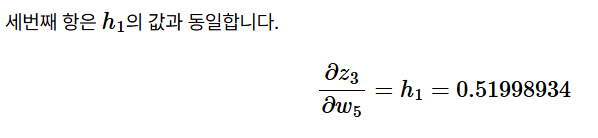 세번째 항은 h₁의 값과 동일합니다.
∂z₃/∂w₅ = h₁ = 0.51998934